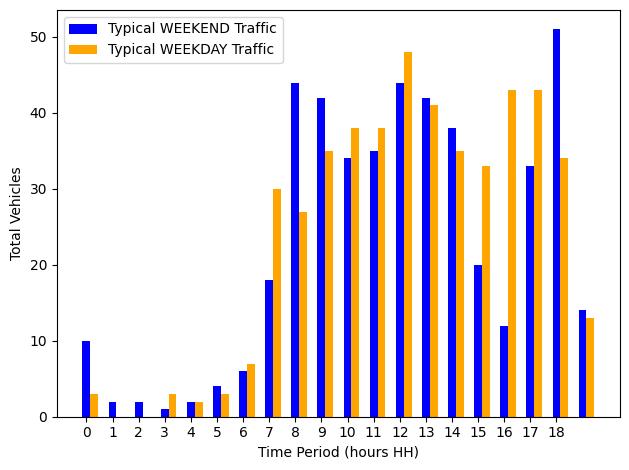 Typical WEEKEND Traffic
Typical WEEKDAY Traffic
Total Vehicles
50
40
30
20
10
0
0 1 2 3 4 5 6 7 8 9 10 11 12 13 14 15 16 17 18
Time Period (hours HH)